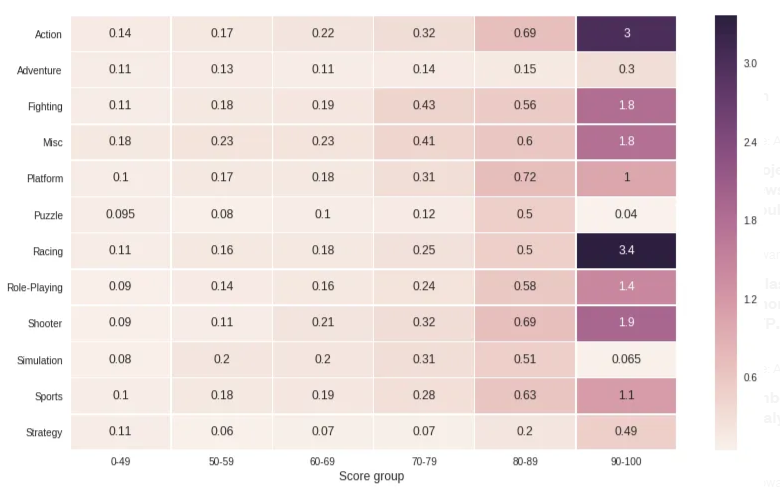 Action 0.14 0.17 0.22 0.32 0.69 3
3.0
Adventure 0.11 0.13 0.11 0.14 0.15 0.3
Fighting 0.11 0.18 0.19 0.43 0.56 1.8
2.4
Misc 0.18 0.23 0.23 0.41 0.6 1.8
Platform 0.1 0.17 0.18 0.31 0.72 1
Puzzle 0.095 0.08 0.1 0.12 0.5 0.04
1.8
Racing 0.11 0.16 0.18 0.25 0.5 3.4
Role-Playing 0.09 0.14 0.16 0.24 0.58 1.4
1.2
Shooter 0.09 0.11 0.21 0.32 0.69 1.9
Simulation 0.08 0.2 0.2 0.31 0.51 0.065
0.6
Sports 0.1 0.18 0.19 0.28 0.63 1.1
Strategy 0.11 0.06 0.07 0.07 0.2 0.49
0-49 50-59 60-69 70-79 80-89 90-100
Score group